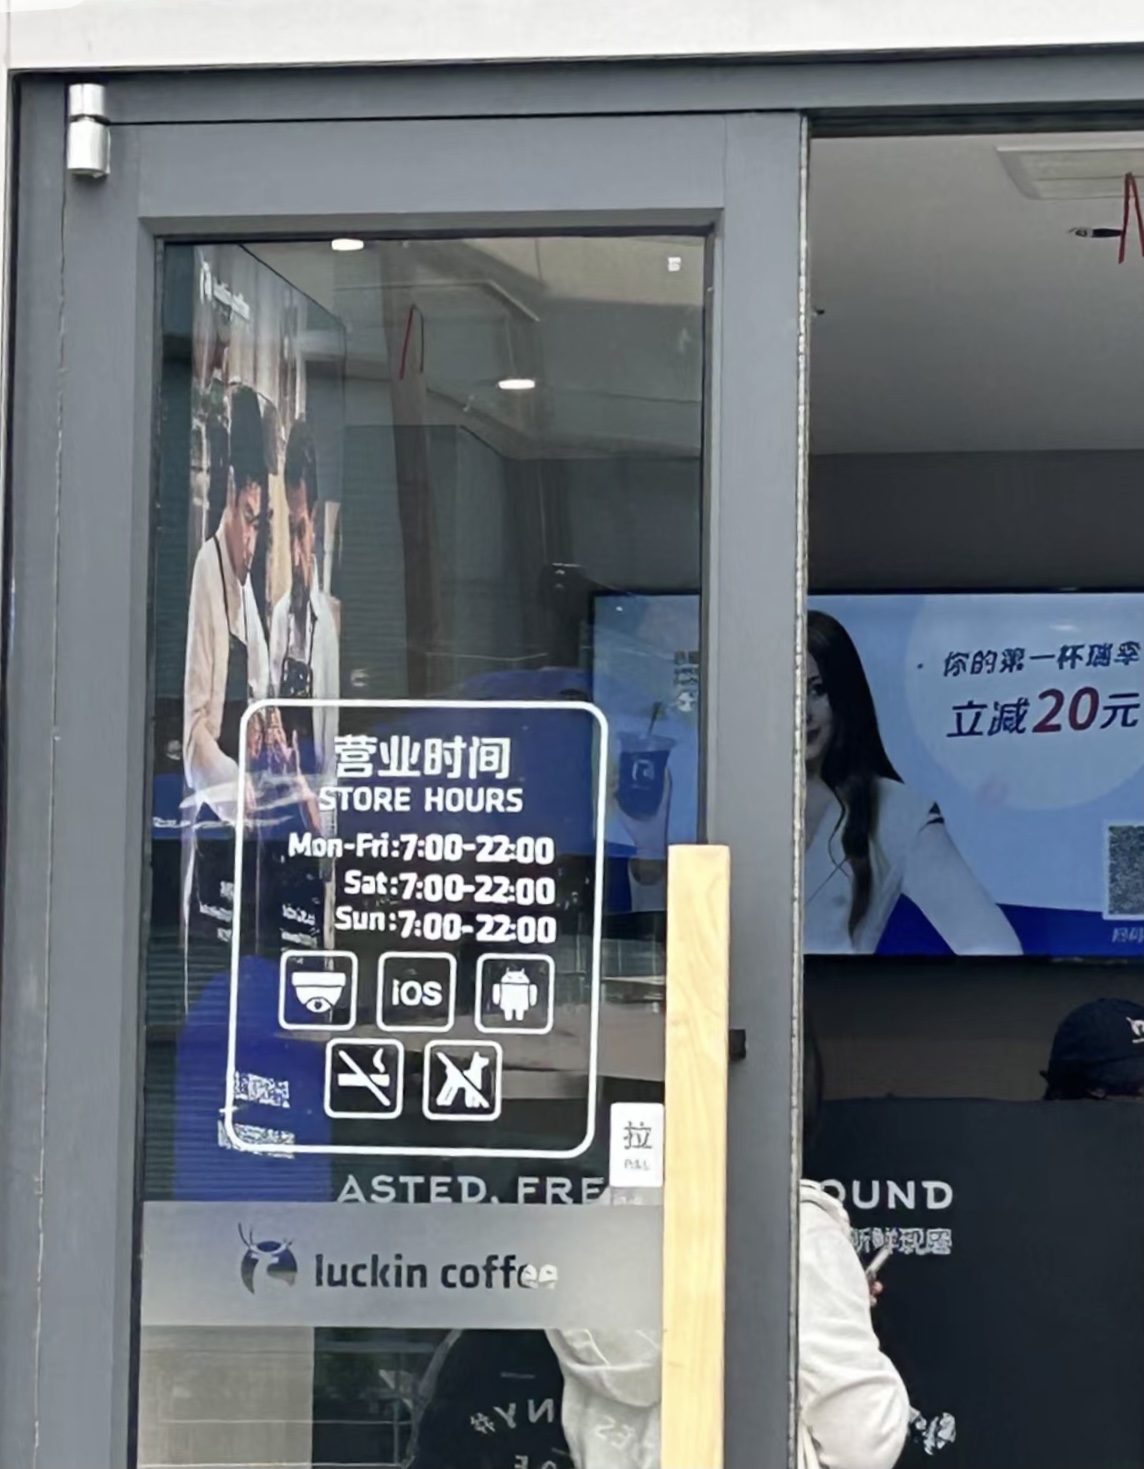 营业时间
STORE HOURS
Mon-Fri:7:00-22:00
Sat:7:00-22:00
Sun:7:00-22:00
iOS
拉
ASTED, FRE
OUND
luckin coffee
你的第一杯瑞幸
立减20元